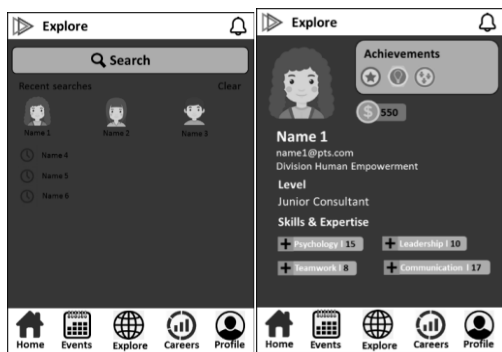 Explore
Search
Recent searches Clear
Name 1 Name 2 Name 3
Name 4
Name 5
Name 6
Home Events Explore Careers Profile
Explore
Achievements
550
Name 1
name1@pts.com
Division Human Empowerment
Level
Junior Consultant
Skills & Expertise
Psychology | 15 Leadership | 10
Teamwork | 8 Communication | 17
Home Events Explore Careers Profile